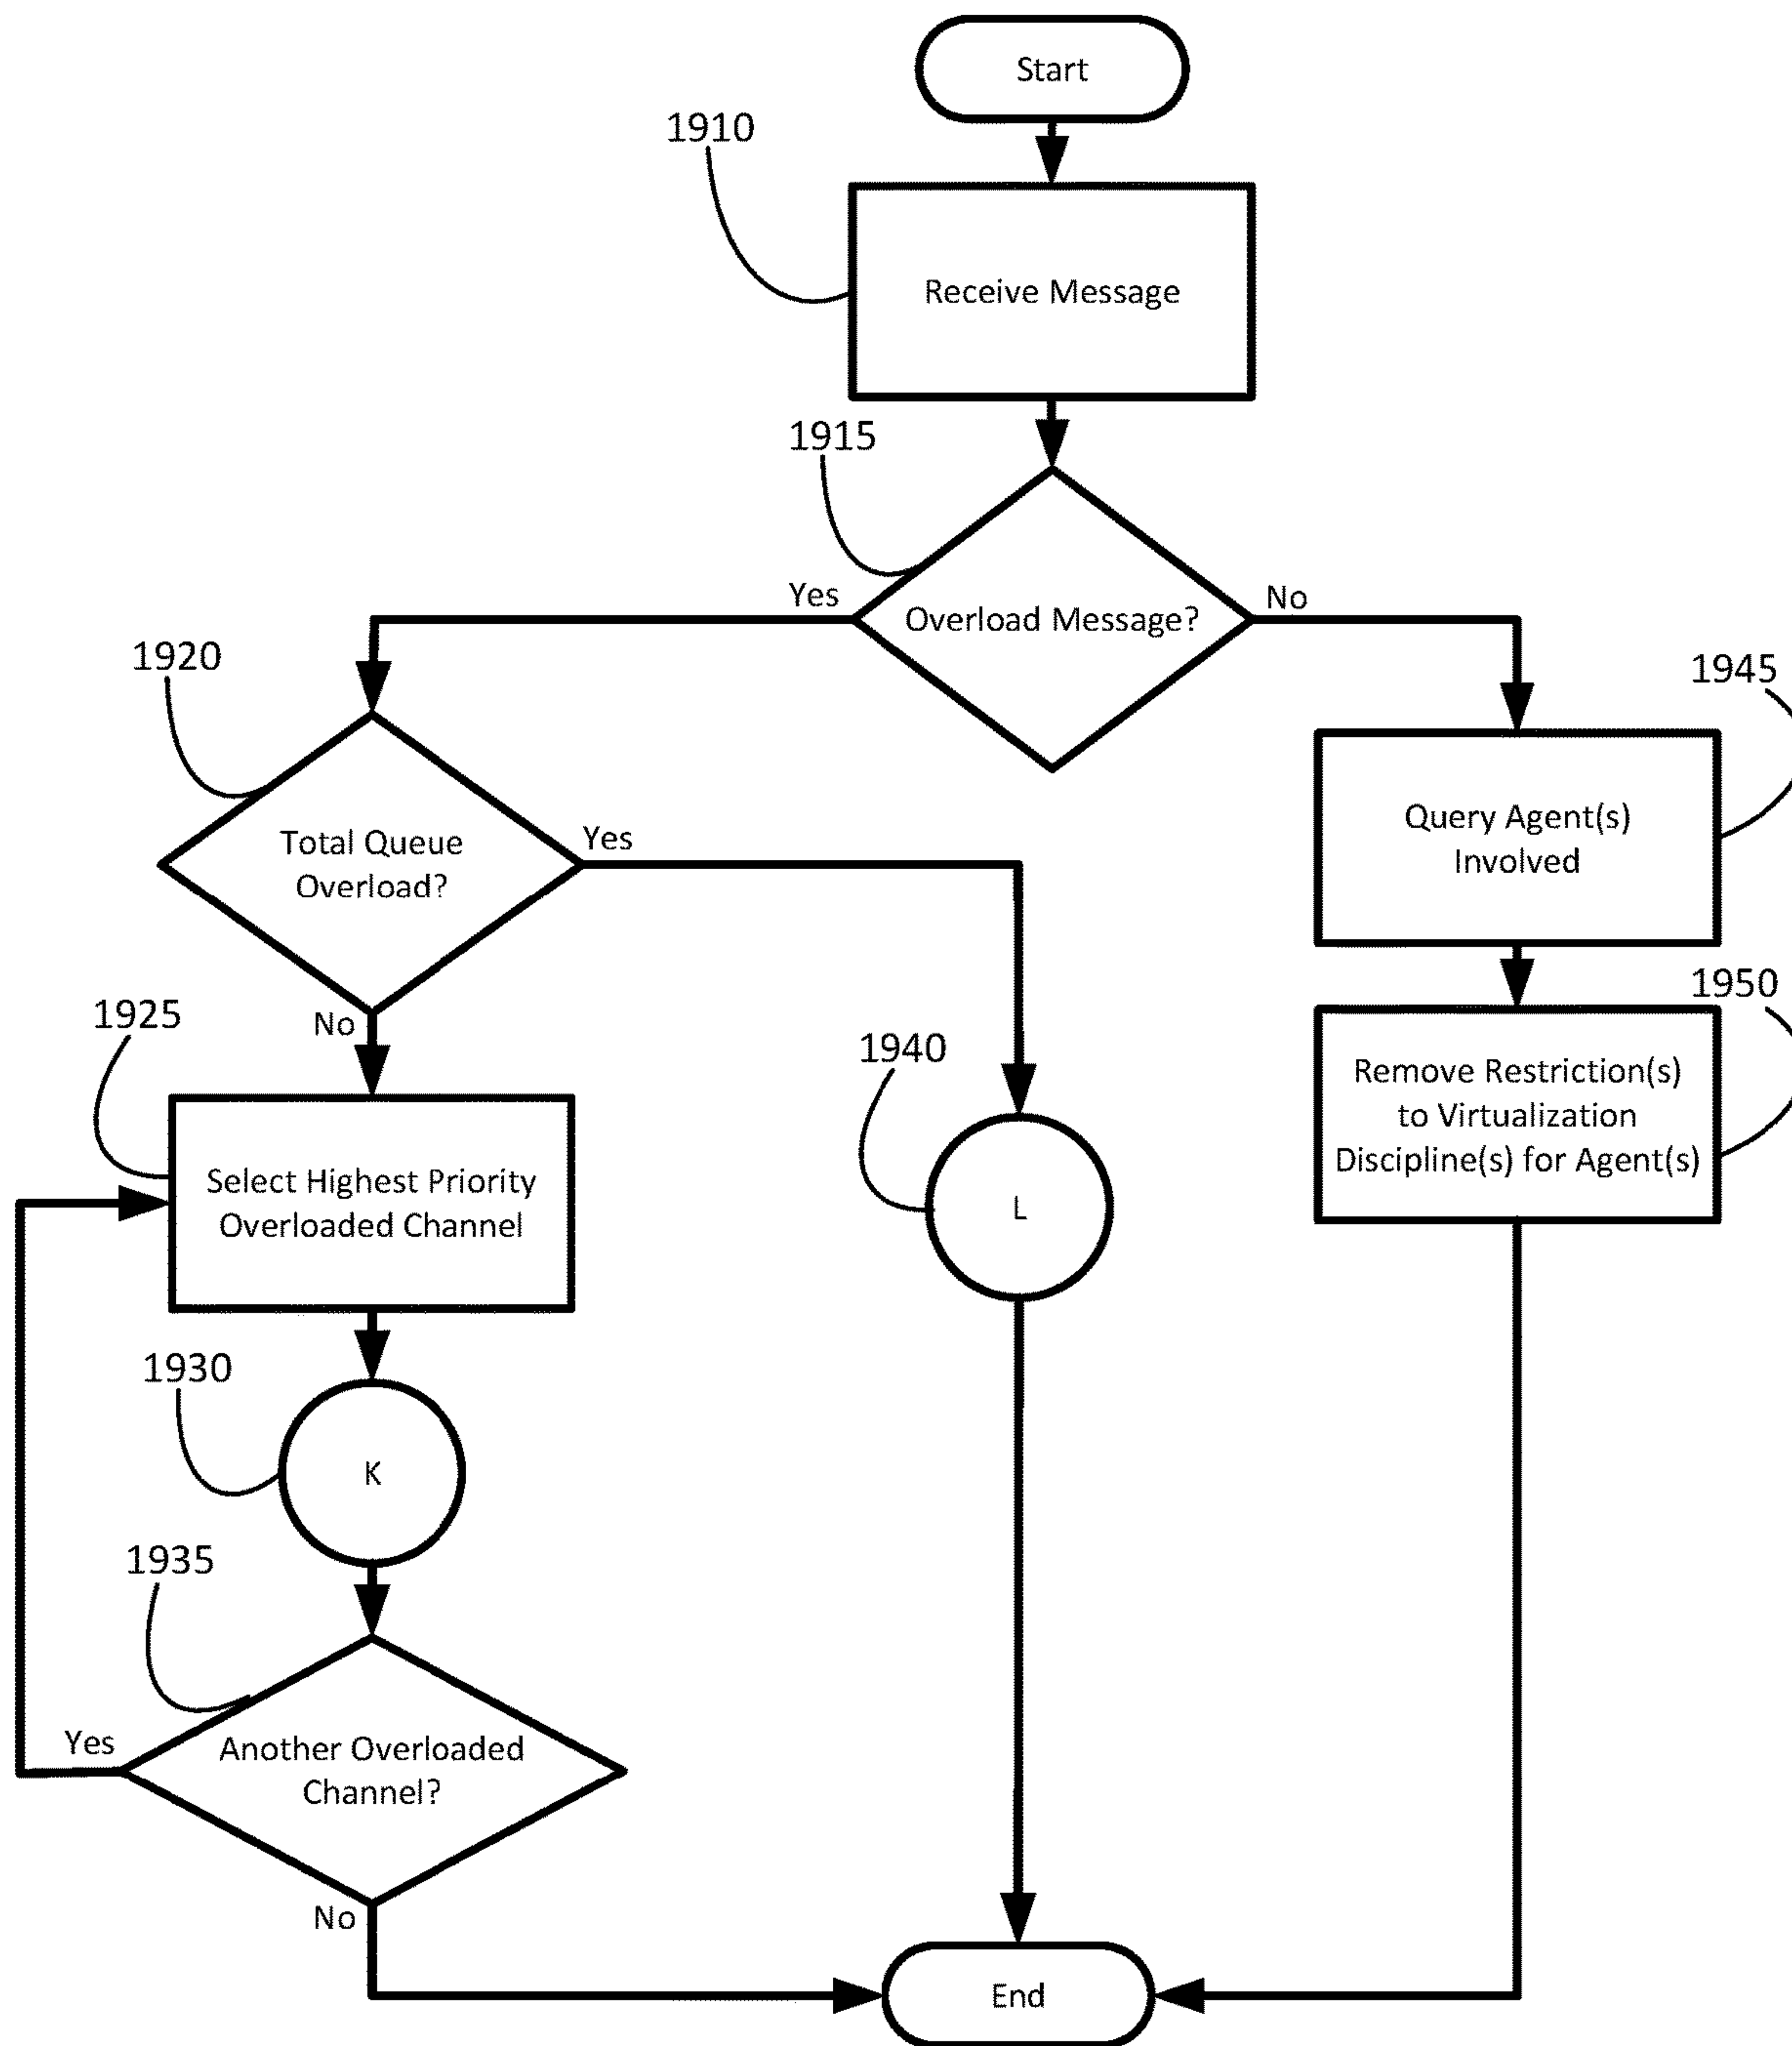 Start
1910
Receive Message
1915
Overload Message?
Yes
No
1920
Total Queue
Overload?
Yes
No
1945
Query Agent(s)
Involved
1950
Remove Restriction(s)
to Virtualization
Discipline(s) for Agent(s)
1925
Select Highest Priority
Overloaded Channel
1940
L
1930
K
1935
Another Overloaded
Channel?
Yes
No
End